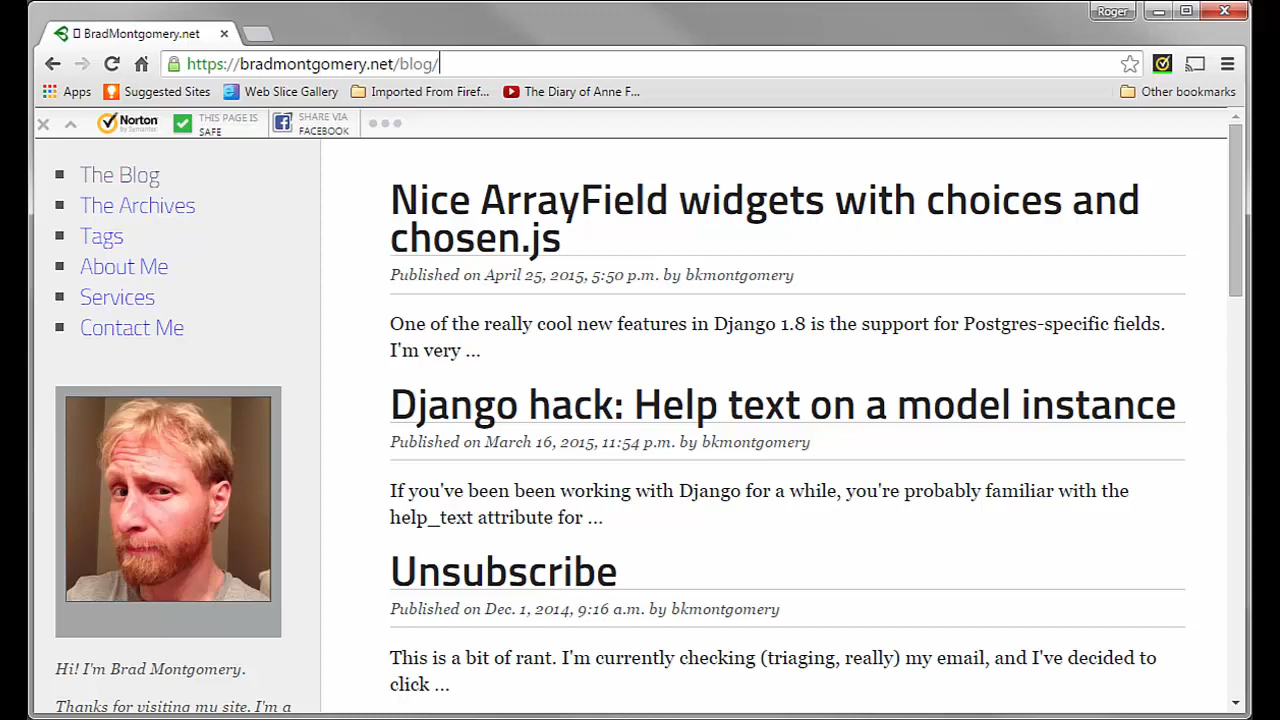 Roger
BradMontgomery.net
https://bradmontgomery.net/blog/
Apps Suggested Sites Web Slice Gallery Imported From Firef... The Diary of Anne F... Other bookmarks
Norton by Symantec
THIS PAGE IS
SAFE
SHARE VIA
FACEBOOK
The Blog
The Archives
Tags
About Me
Services
Contact Me
Hi! I'm Brad Montgomery.
Thanks for visiting my site. I'm a
Nice ArrayField widgets with choices and
chosen.js
Published on April 25, 2015, 5:50 p.m. by bkmontgomery
One of the really cool new features in Django 1.8 is the support for Postgres-specific fields.
I'm very ...
Django hack: Help text on a model instance
Published on March 16, 2015, 11:54 p.m. by bkmontgomery
If you've been been working with Django for a while, you're probably familiar with the
help_text attribute for ...
Unsubscribe
Published on Dec. 1, 2014, 9:16 a.m. by bkmontgomery
This is a bit of rant. I'm currently checking (triaging, really) my email, and I've decided to
click ...